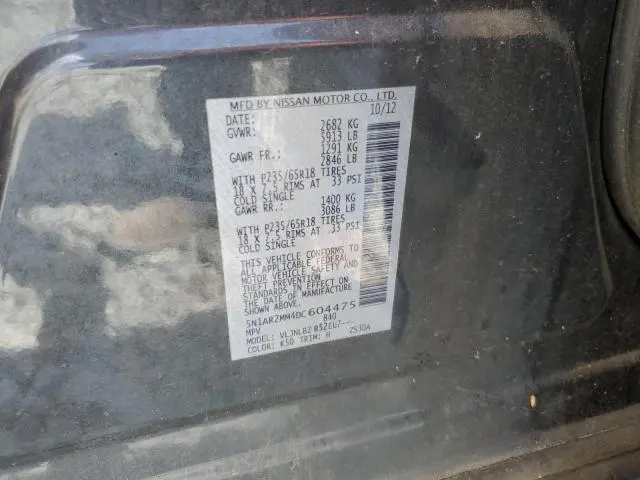 MFD BY NISSAN MOTOR CO., LTD.
DATE: 10/12
GVWR: 2682 KG
5913 LB
GAWR FR.: 1291 KG
2846 LB
WITH P235/65R18 TIRES
18 X 7.5 RIMS AT 33 PSI
COLD SINGLE
GAWR RR.: 1400 KG
3086 LB
WITH P235/65R18 TIRES
18 X 7.5 RIMS AT 33 PSI
COLD SINGLE
THIS VEHICLE CONFORMS TO
ALL APPLICABLE FEDERAL
MOTOR VEHICLE SAFETY AND
THEFT PREVENTION
STANDARDS IN EFFECT ON
THE DATE OF MANUFACTURE
SHOWN ABOVE.
5N1AR2MM4DC604475
MPV 840
MODEL: VLJNLB2 R52EU7----
COLOR: K50 TRIM: H ZS30A